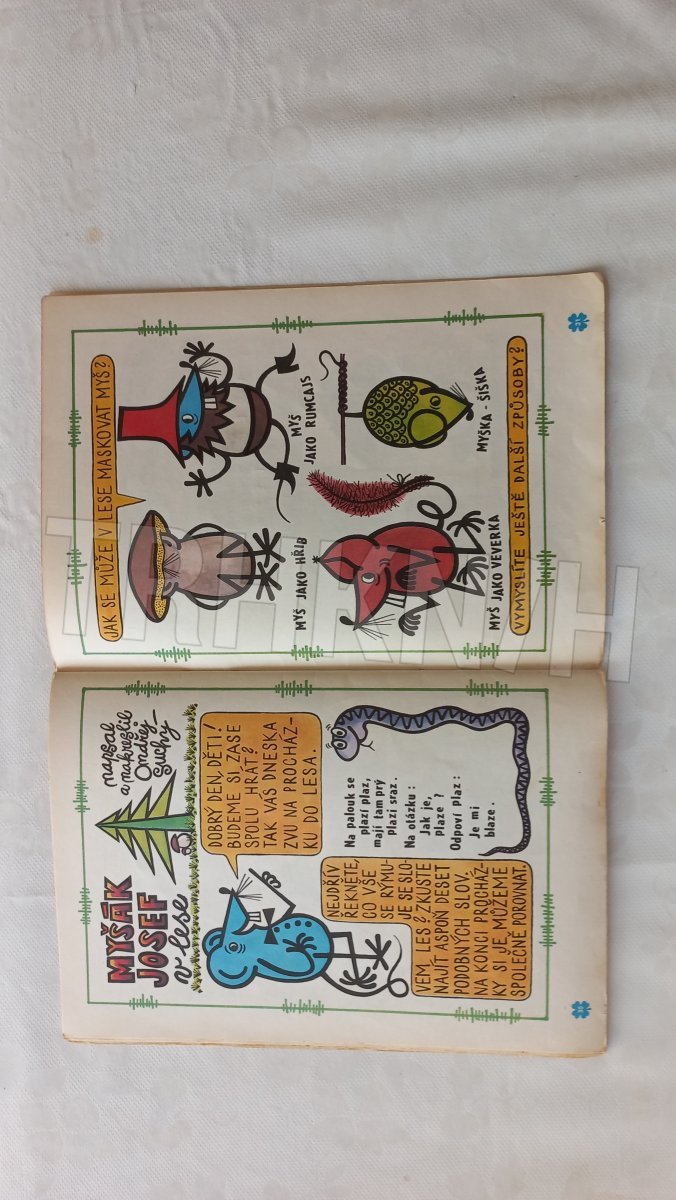 MYŠÁK
JOSEF
v lese
napsal
a nakreslil
Ondřej
Suchý
DOBRÝ DEN, DĚTI!
BUDEME SI ZASE
SPOLU HRÁT?
TAK VÁS DNESKA
ZVU NA PROCHÁZ-
KU DO LESA.
NEJDŘÍV
ŘEKNĚTE,
CO VŠE
SE RÝMU-
JE SE SLO-
VEM „LES? ZKUSTE
NAJÍT ASPOŇ DESET
PODOBNÝCH SLOV.
NA KONCI PROCHÁZ-
KY SI JE MŮŽEME
SPOLEČNĚ POROVNAT.
Na palouk se
plazí plaz,
mají tam prý
plazi sraz.
Na otázku:
Jak je,
plaze?
Odpoví plaz:
Je mi
blaze.
JAK SE MŮŽE V LESE MASKOVAT MYŠ?
MYŠ JAKO HŘIB
MYŠ
JAKO RUMCAJS
MYŠ JAKO VEVERKA
MYŠKA-ŠIŠKA
VYMYSLÍTE JEŠTĚ DALŠÍ ZPŮSOBY?
TRHKNIH